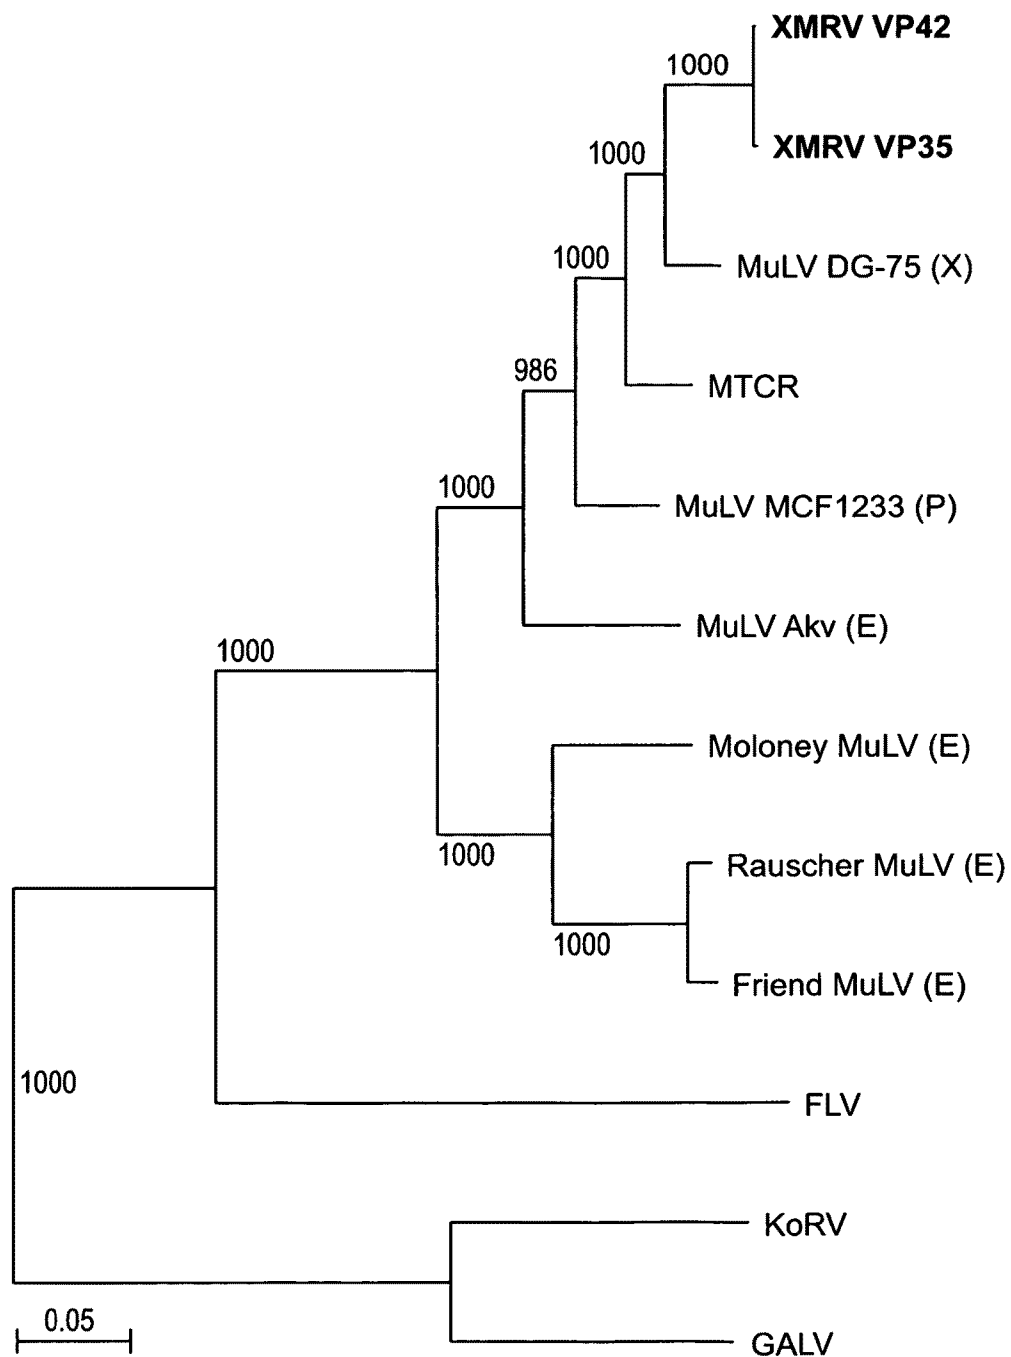 XMRV VP42
1000
XMRV VP35
1000
1000
MuLV DG-75 (X)
986
MTCR
1000
MuLV MCF1233 (P)
1000
MuLV Akv (E)
Moloney MuLV (E)
1000
Rauscher MuLV (E)
1000
Friend MuLV (E)
1000
FLV
KoRV
0.05
GALV